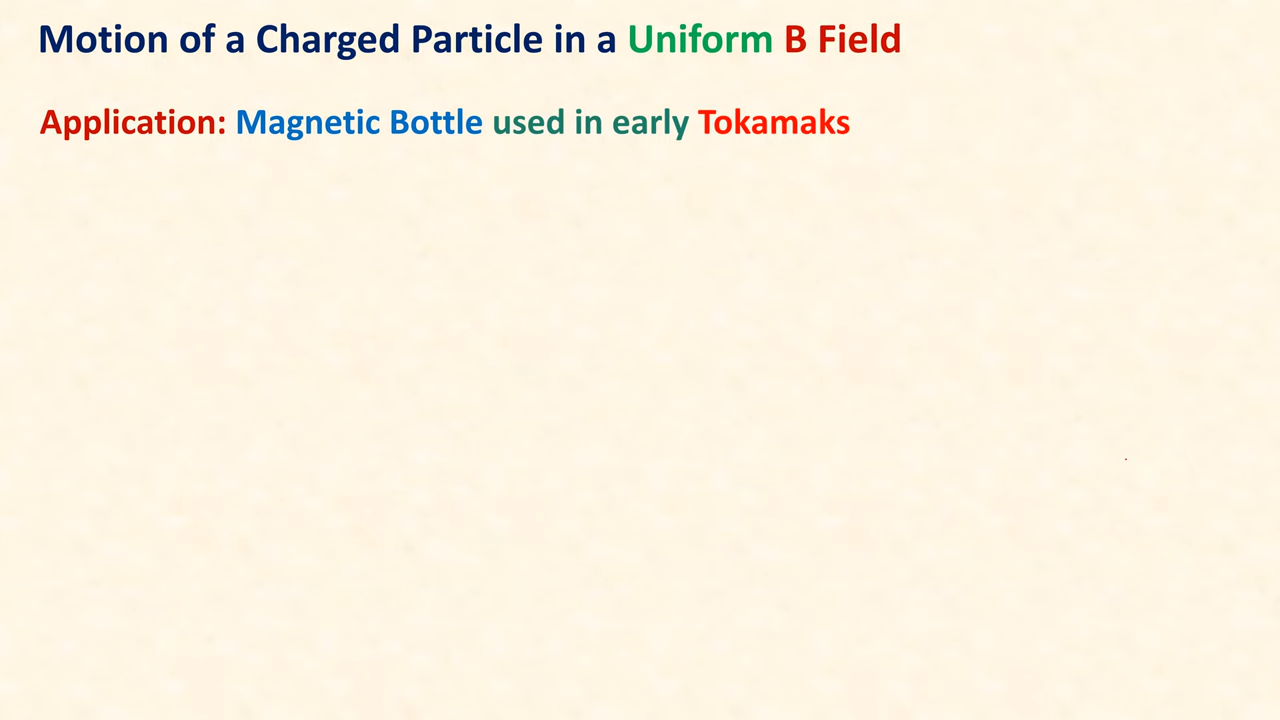 Motion of a Charged Particle in a Uniform B Field
Application: Magnetic Bottle used in early Tokamaks